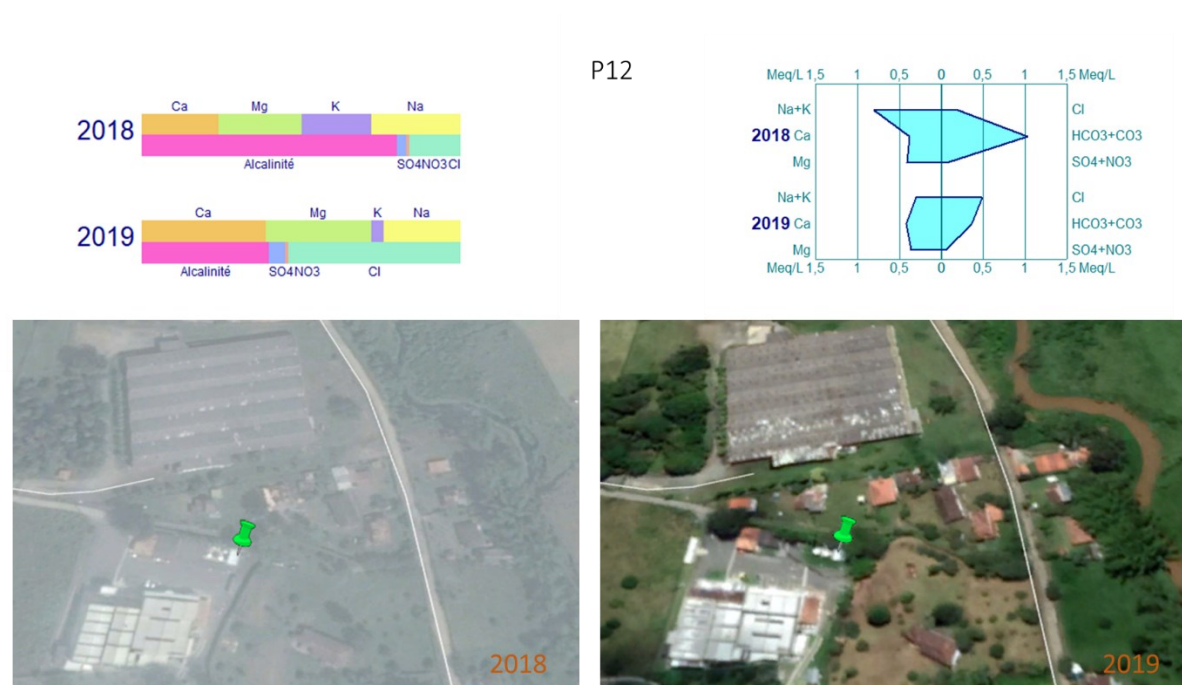 P12
2018
Ca Mg K Na
Alcalinité SO4NO3Cl
2019
Ca Mg K Na
Alcalinité SO4NO3 Cl
Meq/L 1,5 1 0,5 0 0,5 1 1,5 Meq/L
Na+K Cl
2018 Ca HCO3+CO3
Mg SO4+NO3
Na+K Cl
2019 Ca HCO3+CO3
Mg SO4+NO3
Meq/L 1,5 1 0,5 0 0,5 1 1,5 Meq/L
2018
2019